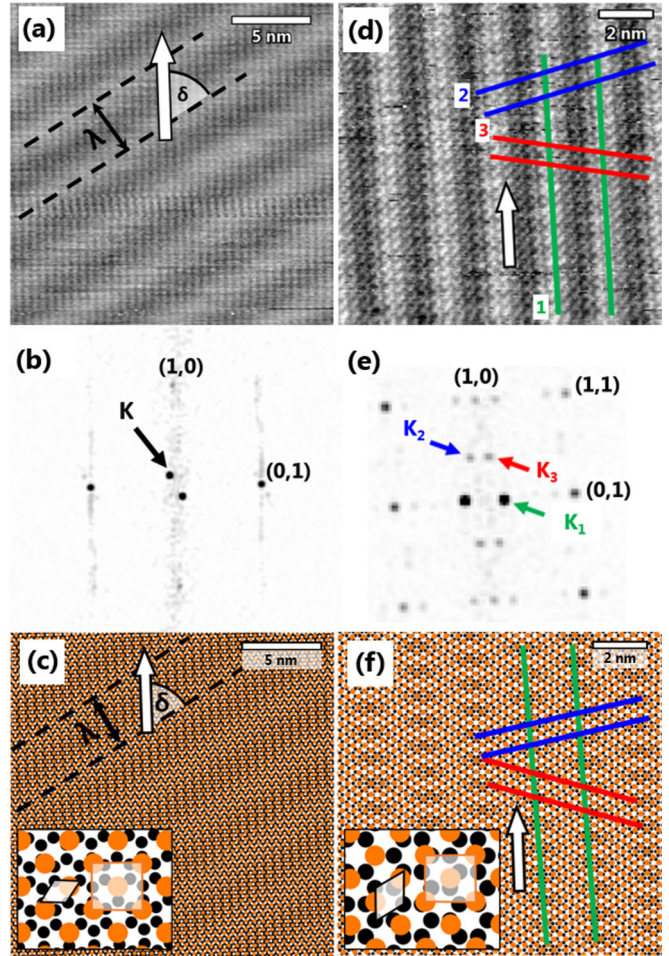 (a)
5 nm
δ
λ
(d)
2 nm
2
3
1
(b)
(1,0)
K
(0,1)
(e)
(1,0)
(1,1)
K2
K3
(0,1)
K1
(c)
5 nm
δ
λ
(f)
2 nm